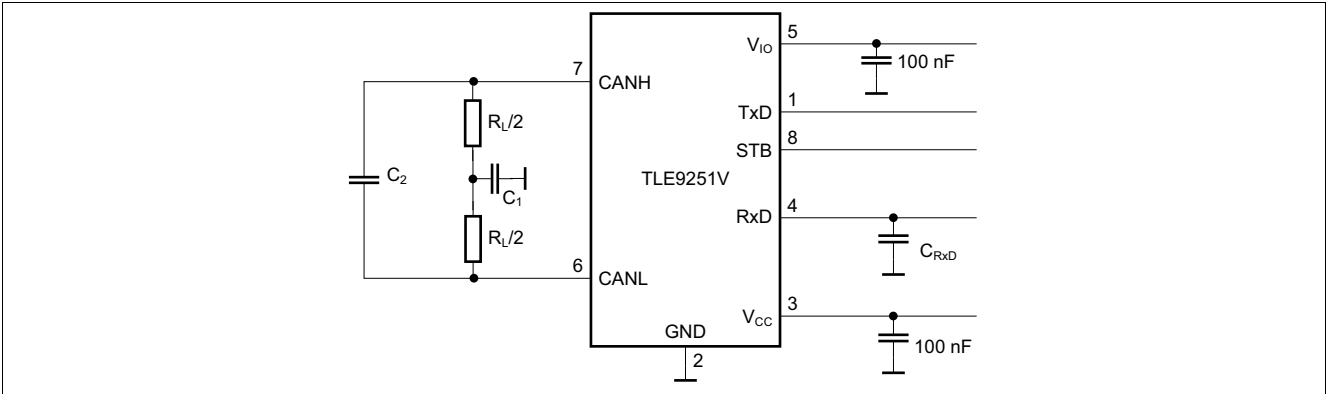 5
V_IO
100 nF
7
CANH
1
TxD
R_L/2
8
STB
C_2
TLE9251V
C_1
4
RxD
R_L/2
C_RxD
6
CANL
3
V_CC
GND
100 nF
2